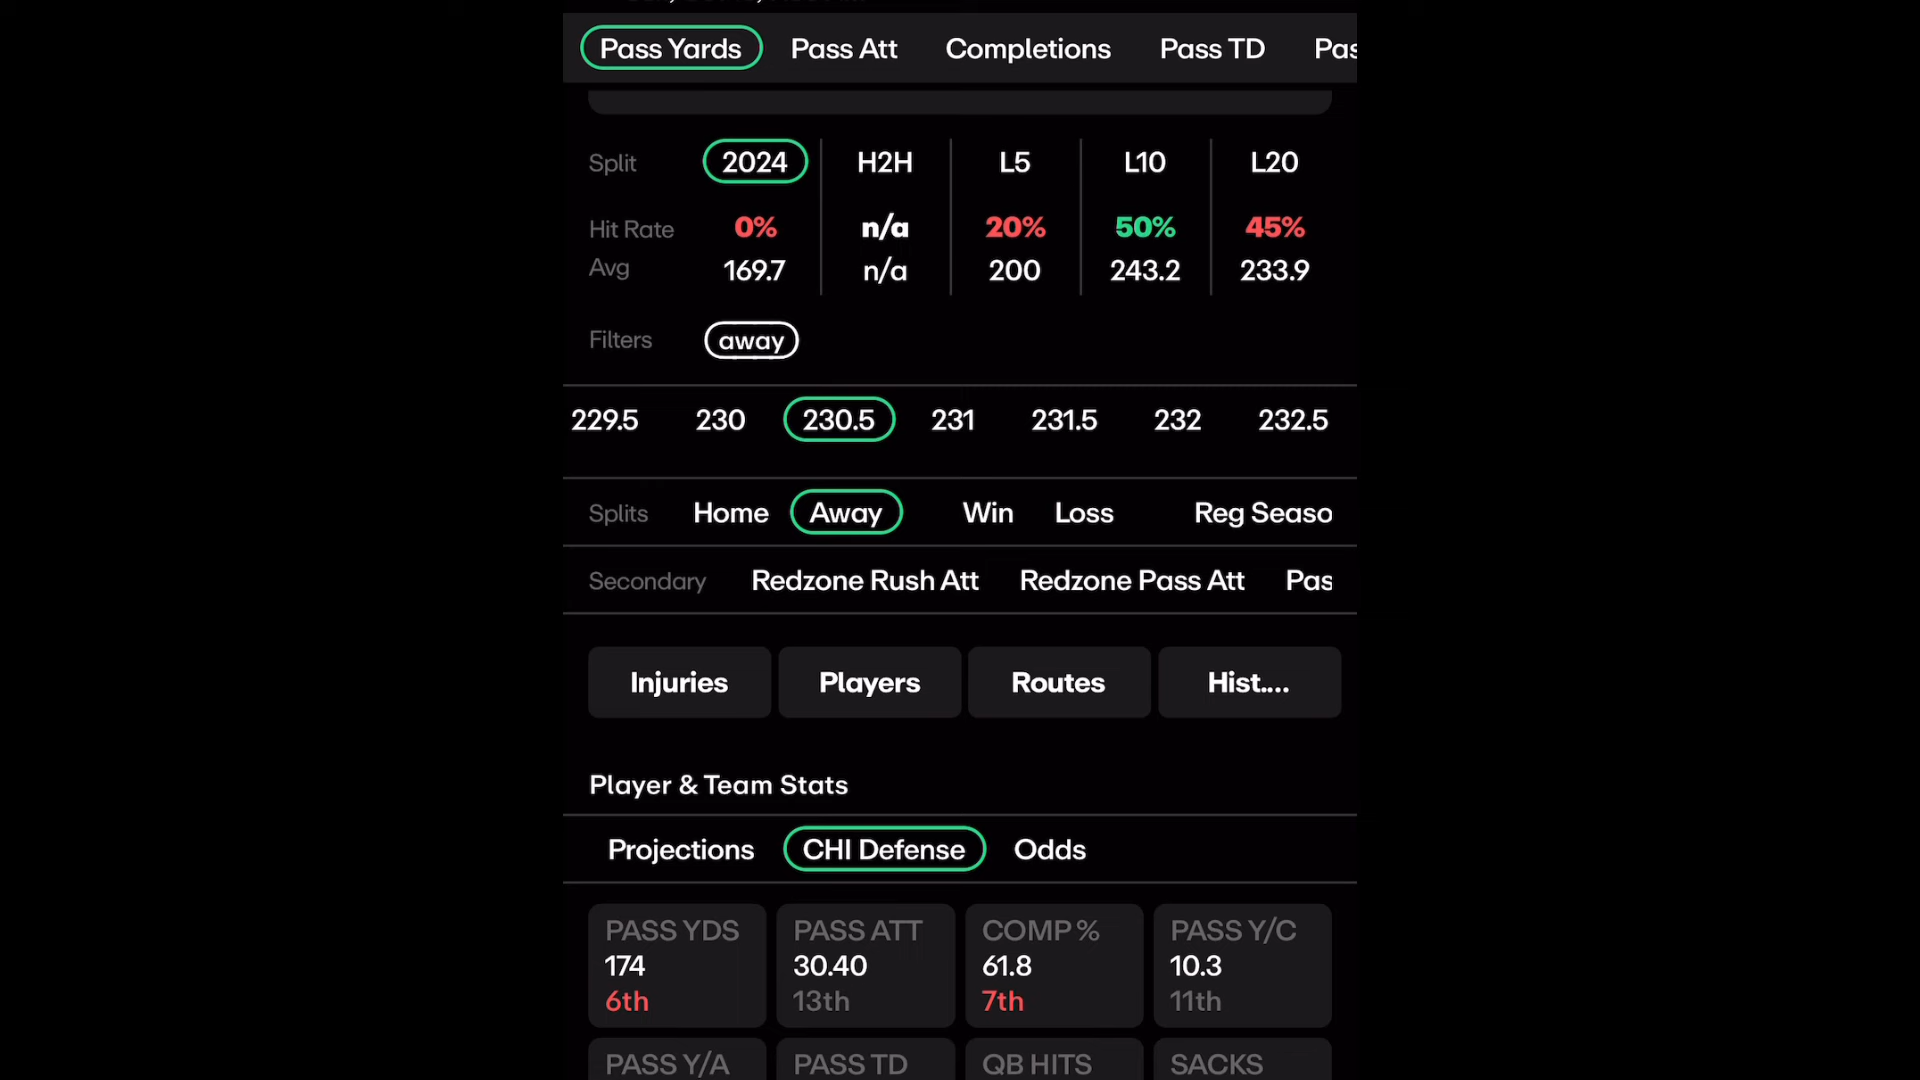 Pass Yards Pass Att Completions Pass TD Pas
Split 2024 H2H L5 L10 L20
Hit Rate 0% n/a 20% 50% 45%
Avg 169.7 n/a 200 243.2 233.9
Filters away
229.5 230 230.5 231 231.5 232 232.5
Splits Home Away Win Loss Reg Seaso
Secondary Redzone Rush Att Redzone Pass Att Pas
Injuries Players Routes Hist....
Player & Team Stats
Projections CHI Defense Odds
PASS YDS PASS ATT COMP % PASS Y/C
174 30.40 61.8 10.3
6th 13th 7th 11th
PASS Y/A PASS TD QB HITS SACKS